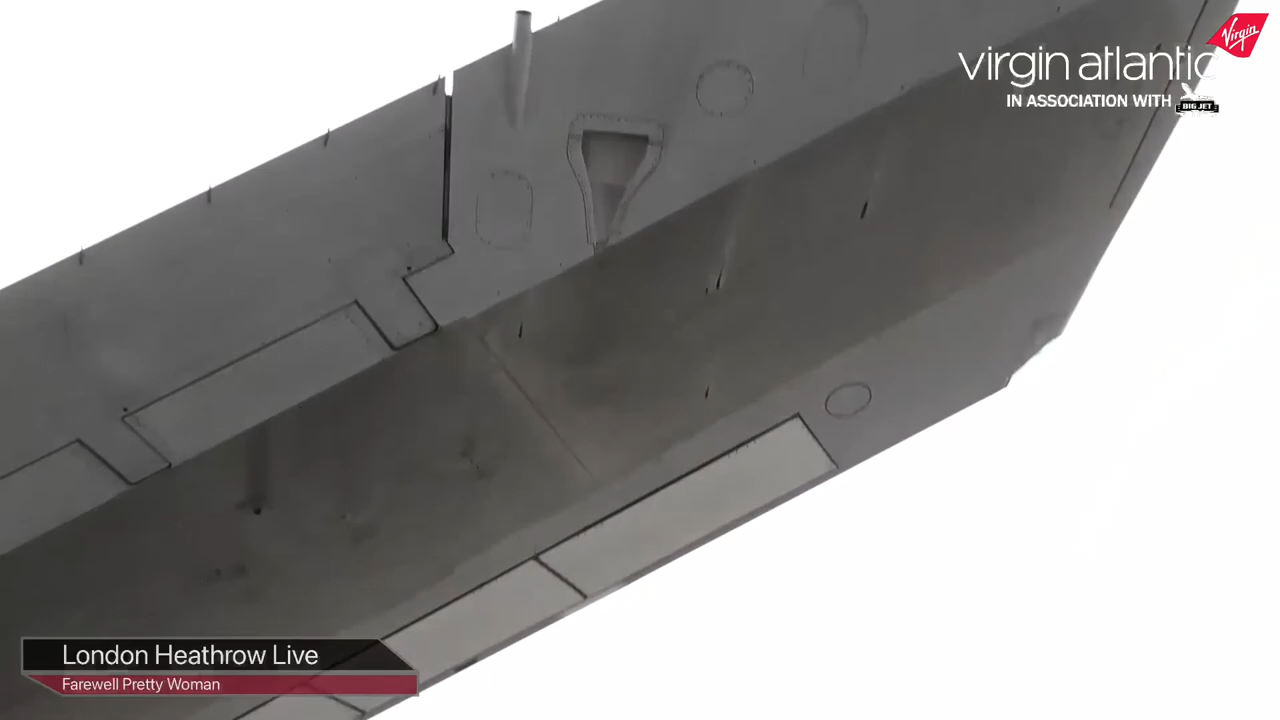 Virgin
virgin atlantic
IN ASSOCIATION WITH
BIG JET
London Heathrow Live
Farewell Pretty Woman